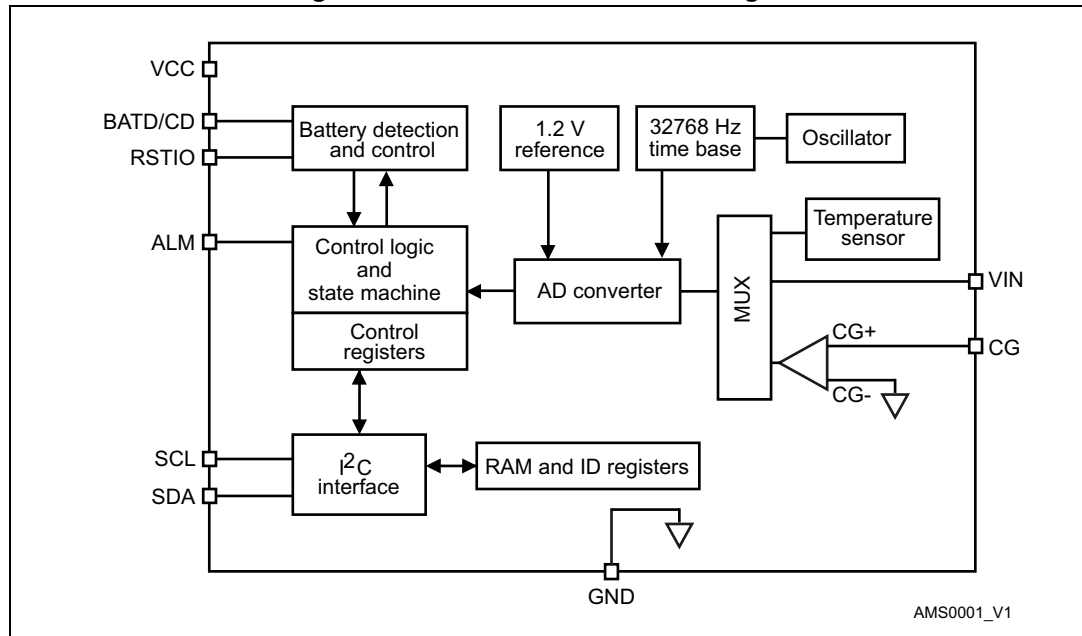 VCC
BATD/CD
RSTIO
Battery detection
and control
1.2 V
reference
32768 Hz
time base
Oscillator
ALM
Control logic
and
state machine
Control
registers
AD converter
MUX
Temperature
sensor
VIN
CG+
CG
CG-
SCL
SDA
I2C
interface
RAM and ID registers
GND
AMS0001_V1